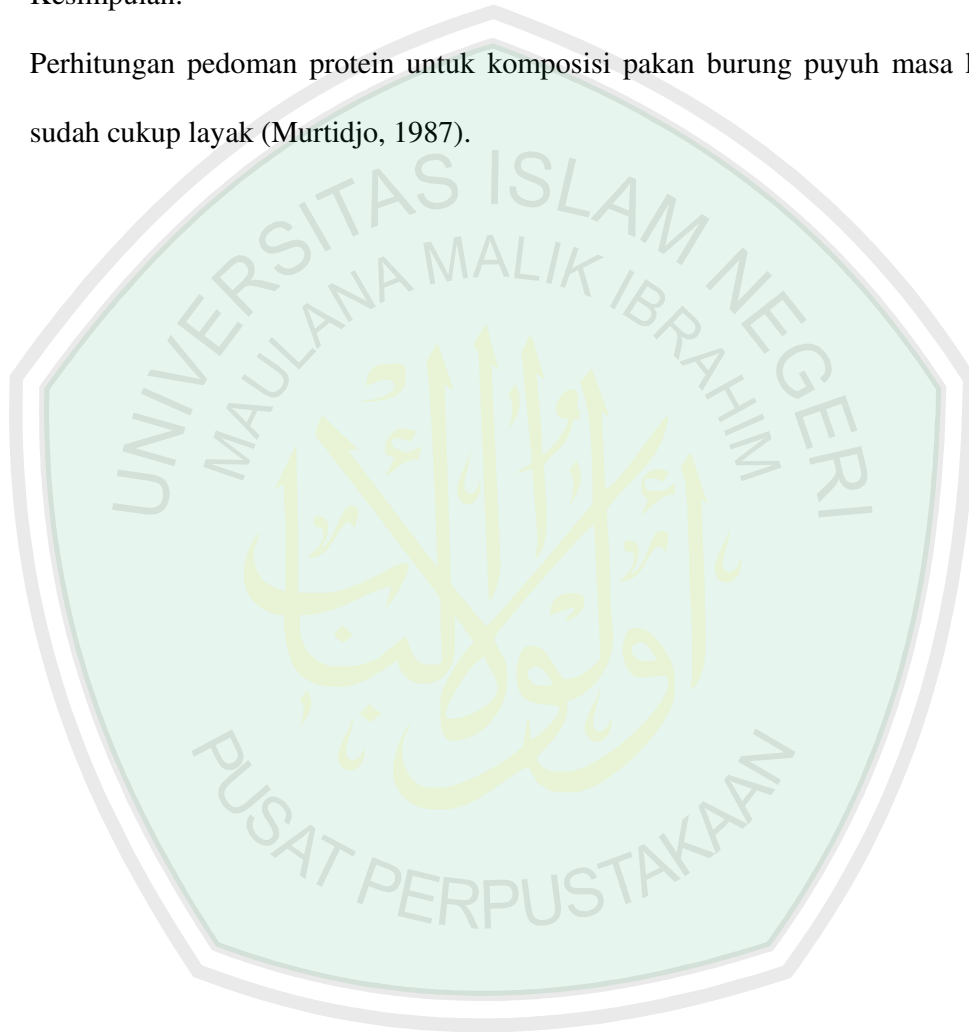 Kesimpulan:
Perhitungan pedoman protein untuk komposisi pakan burung puyuh masa
sudah cukup layak (Murtidjo, 1987).
UNIVERSITAS ISLAM NEGERI
MAULANA MALIK IBRAHIM
PUSAT PERPUSTAKAAN